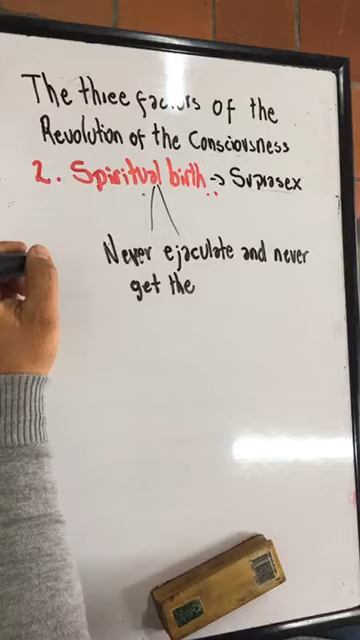 The three factors of the
Revolution of the Consciousness
2. Spiritual birth → Suprasex
Never ejaculate and never
get the